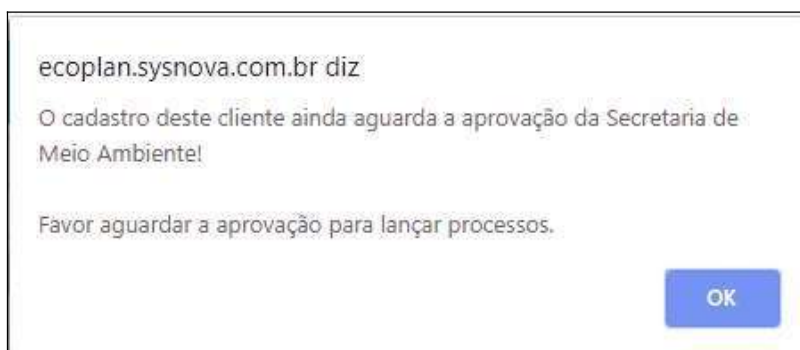 ecoplan.sysnova.com.br diz
O cadastro deste cliente ainda aguarda a aprovação da Secretaria de
Meio Ambiente!
Favor aguardar a aprovação para lançar processos.
OK